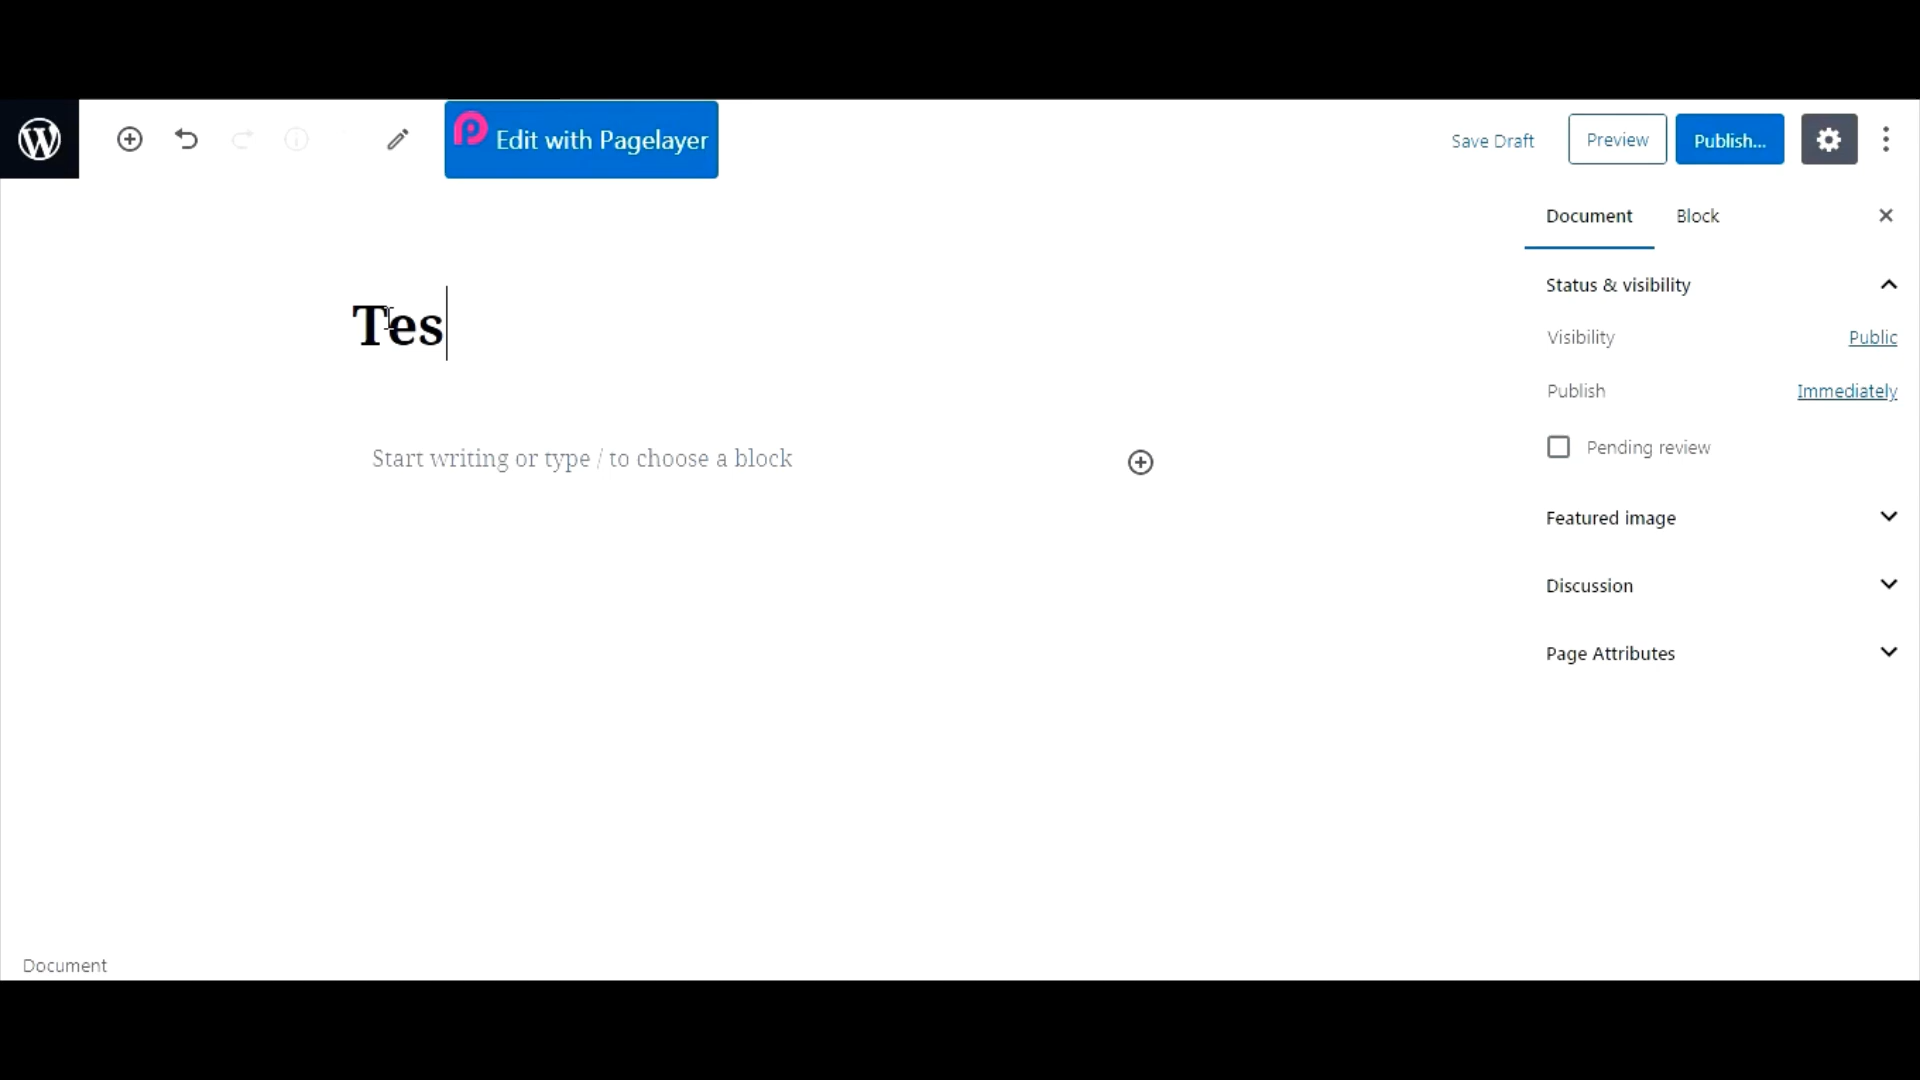 Edit with Pagelayer
Save Draft
Preview
Publish...
Document
Block
Tes
Status & visibility
Visibility
Public
Publish
Immediately
Start writing or type / to choose a block
Pending review
Featured image
Discussion
Page Attributes
Document